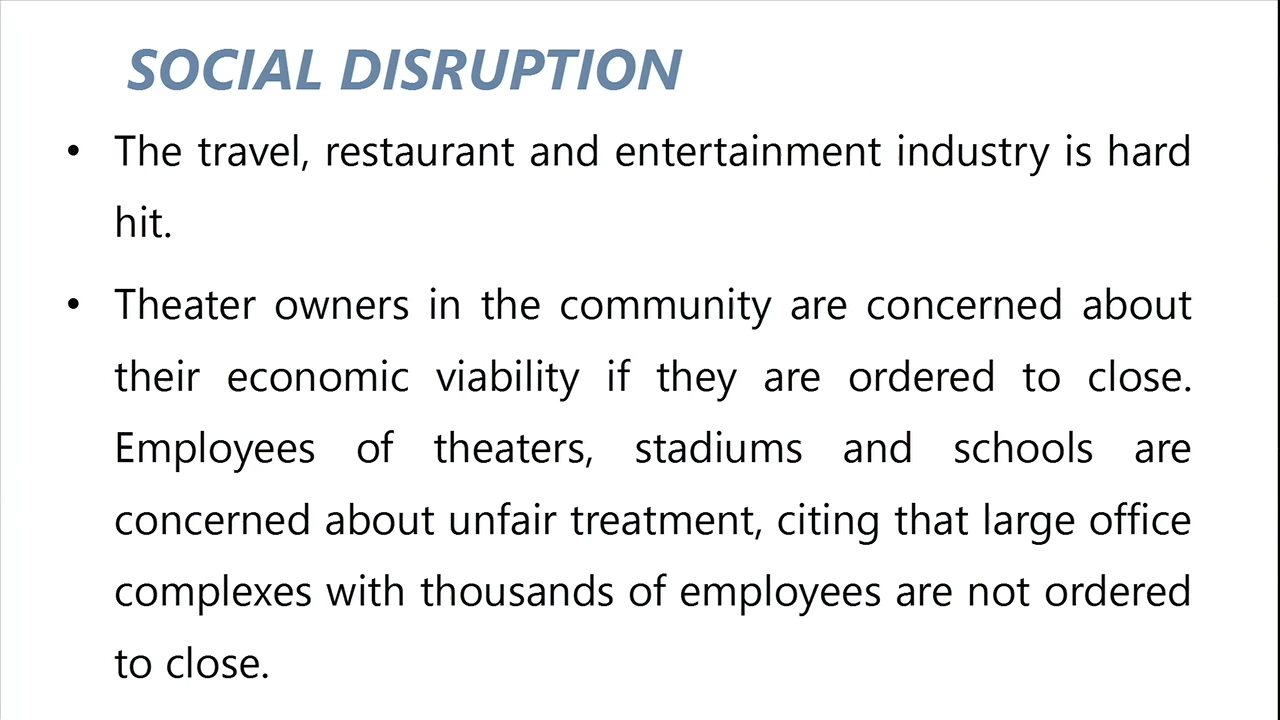 SOCIAL DISRUPTION
• The travel, restaurant and entertainment industry is hard
hit.
• Theater owners in the community are concerned about
their economic viability if they are ordered to close.
Employees of theaters, stadiums and schools are
concerned about unfair treatment, citing that large office
complexes with thousands of employees are not ordered
to close.